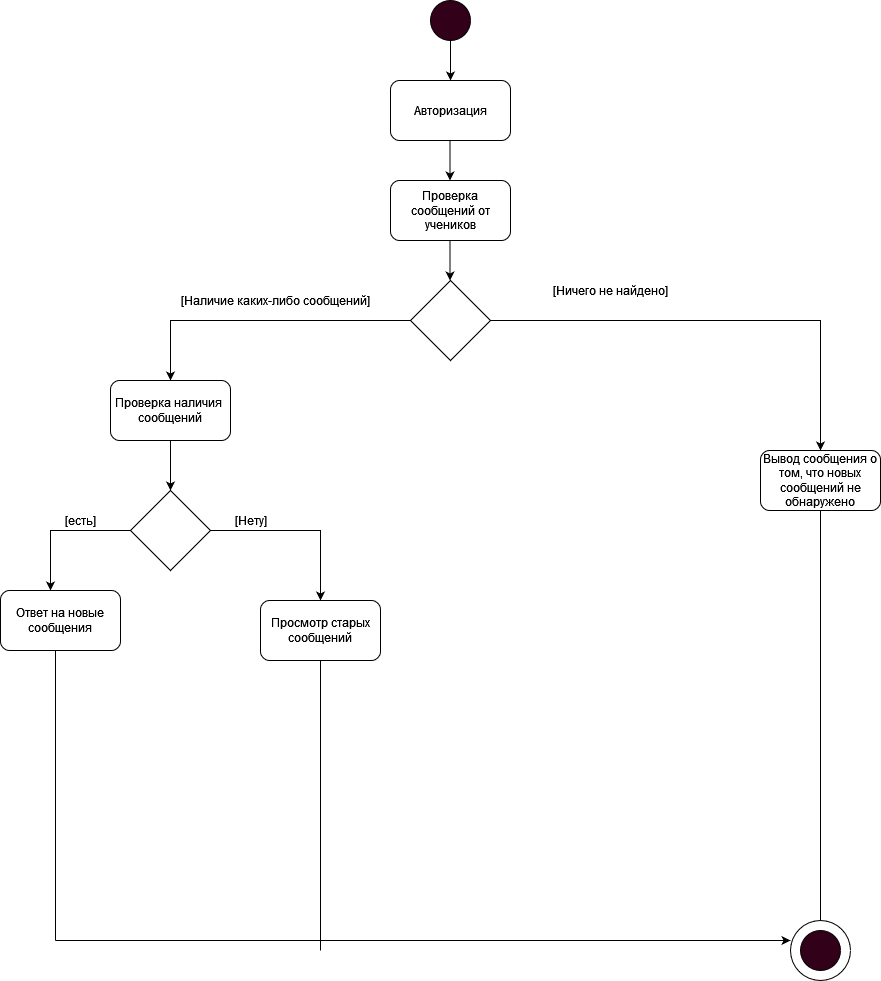 Авторизация
Проверка
сообщений от
учеников
[Наличие каких-либо сообщений]
[Ничего не найдено]
Проверка наличия
сообщений
Вывод сообщения о
том, что новых
сообщений не
обнаружено
[есть]
[Нету]
Ответ на новые
сообщения
Просмотр старых
сообщений